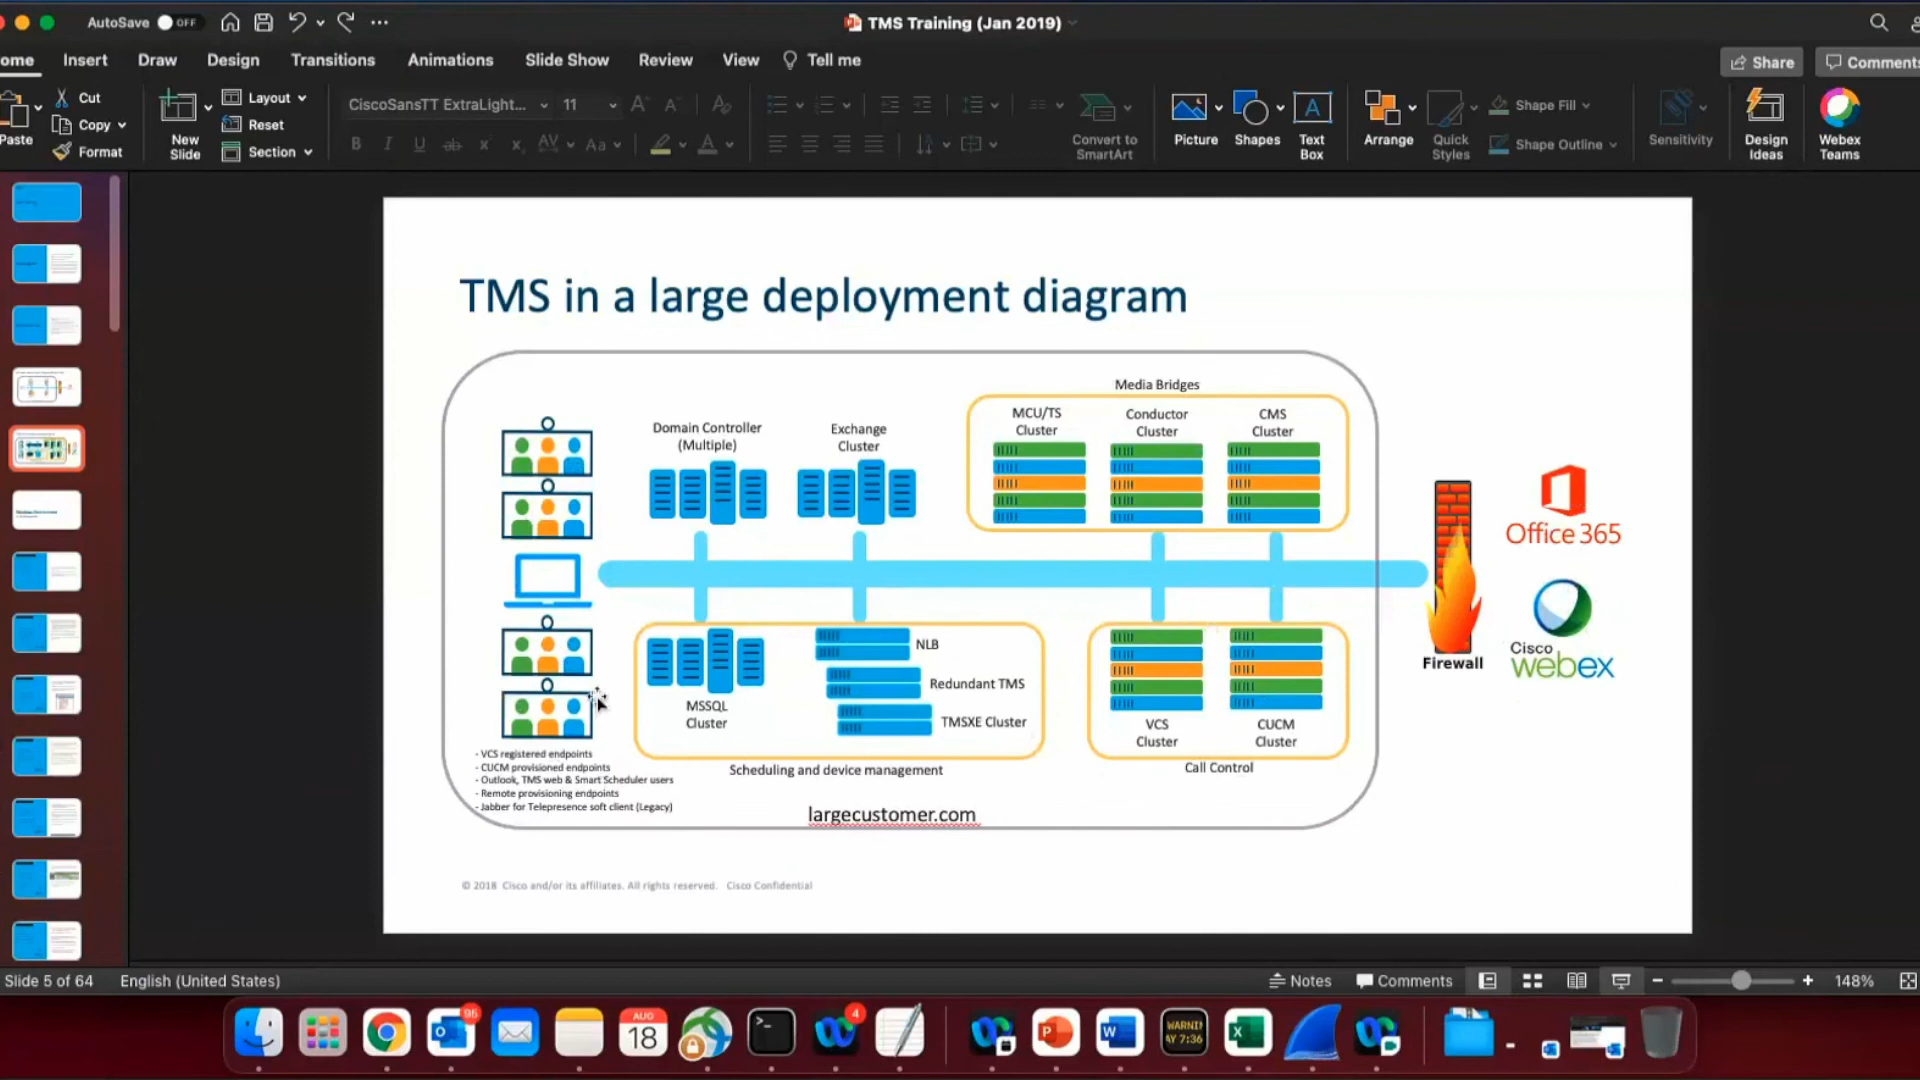 AutoSave OFF
TMS Training (Jan 2019)
ome Insert Draw Design Transitions Animations Slide Show Review View Tell me
Share Comments
Paste
Cut
Copy
Format
New Slide
Layout
Reset
Section
CiscoSansTT ExtraLight... 11
Convert to SmartArt
Picture
Shapes
Text Box
Arrange
Quick Styles
Shape Fill
Shape Outline
Sensitivity
Design Ideas
Webex Teams
TMS in a large deployment diagram
Media Bridges
MCU/TS Cluster
Conductor Cluster
CMS Cluster
Domain Controller (Multiple)
Exchange Cluster
Office 365
Firewall
Cisco
webex
MSSQL Cluster
NLB
Redundant TMS
TMSXE Cluster
VCS Cluster
CUCM Cluster
- VCS registered endpoints
- CUCM provisioned endpoints
- Outlook, TMS web & Smart Scheduler users
- Remote provisioning endpoints
- Jabber for Telepresence soft client (Legacy)
Scheduling and device management
Call Control
largecustomer.com
© 2018 Cisco and/or its affiliates. All rights reserved. Cisco Confidential
Slide 5 of 64 English (United States)
Notes Comments 148%
96
AUG
18
4
WARNIN
AY 7:36